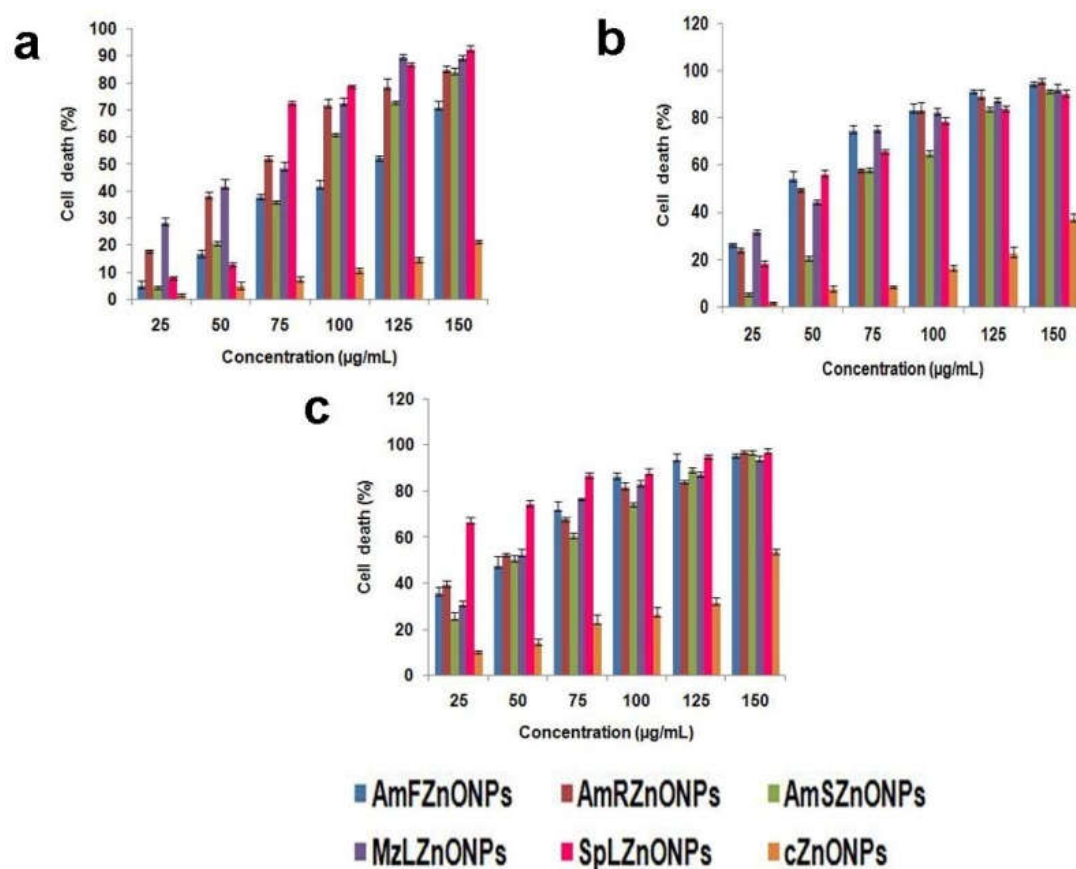 a
100
90
80
70
60
50
40
30
20
10
0
Cell death (%)
25 50 75 100 125 150
Concentration (µg/mL)
b
120
100
80
60
40
20
0
Cell death (%)
25 50 75 100 125 150
Concentration (µg/mL)
c
120
100
80
60
40
20
0
Cell death (%)
25 50 75 100 125 150
Concentration (µg/mL)
AmFZnONPs AmRZnONPs AmSZnONPs
MzLZnONPs SpLZnONPs cZnONPs